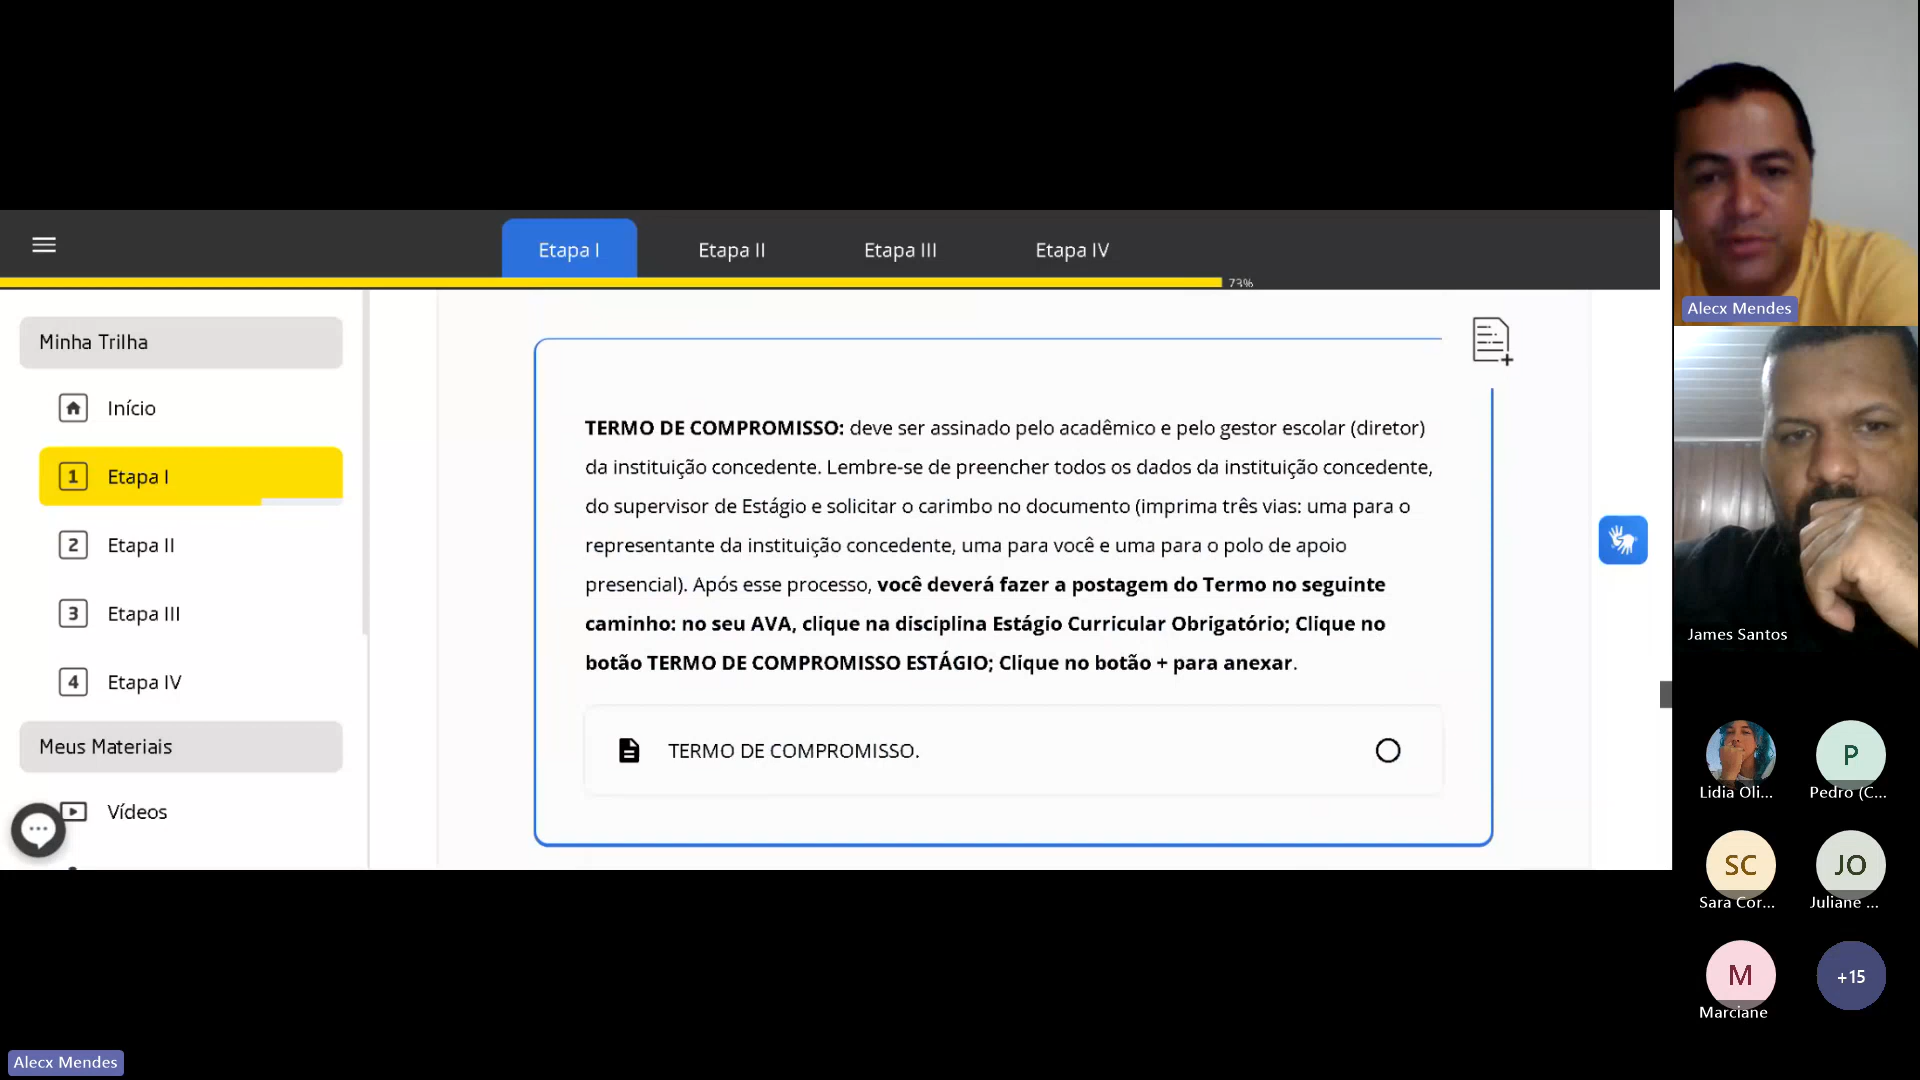 Etapa I
Etapa II
Etapa III
Etapa IV
73%
Minha Trilha
Início
1 Etapa I
2 Etapa II
3 Etapa III
4 Etapa IV
Meus Materiais
Vídeos
TERMO DE COMPROMISSO: deve ser assinado pelo acadêmico e pelo gestor escolar (diretor)
da instituição concedente. Lembre-se de preencher todos os dados da instituição concedente,
do supervisor de Estágio e solicitar o carimbo no documento (imprima três vias: uma para o
representante da instituição concedente, uma para você e uma para o polo de apoio
presencial). Após esse processo, você deverá fazer a postagem do Termo no seguinte
caminho: no seu AVA, clique na disciplina Estágio Curricular Obrigatório; Clique no
botão TERMO DE COMPROMISSO ESTÁGIO; Clique no botão + para anexar.
TERMO DE COMPROMISSO.
Alecx Mendes
James Santos
Lidia Oli...
P
Pedro (C...
SC
Sara Cor...
JO
Juliane ...
M
Marciane
+15
Alecx Mendes